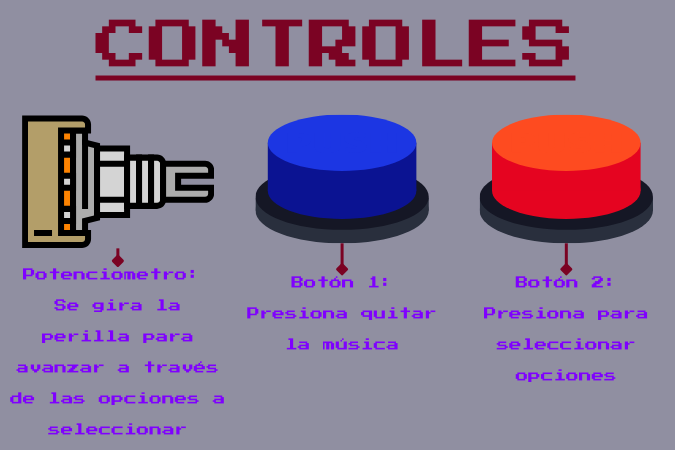 CONTROLES
Potenciometro:
Se gira la
perilla para
avanzar a través
de las opciones a
seleccionar
Botón 1:
Presiona quitar
la música
Botón 2:
Presiona para
seleccionar
opciones